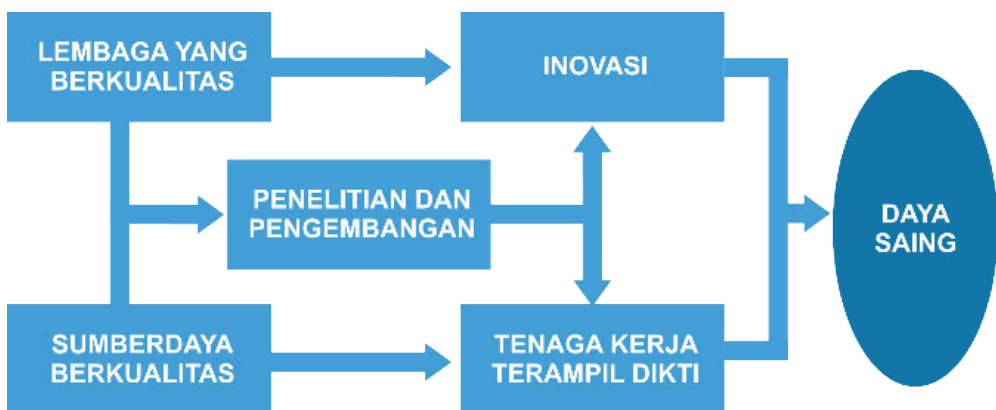 LEMBAGA YANG
BERKUALITAS
INOVASI
PENELITIAN DAN
PENGEMBANGAN
DAYA
SAING
SUMBERDAYA
BERKUALITAS
TENAGA KERJA
TERAMPIL DIKTI